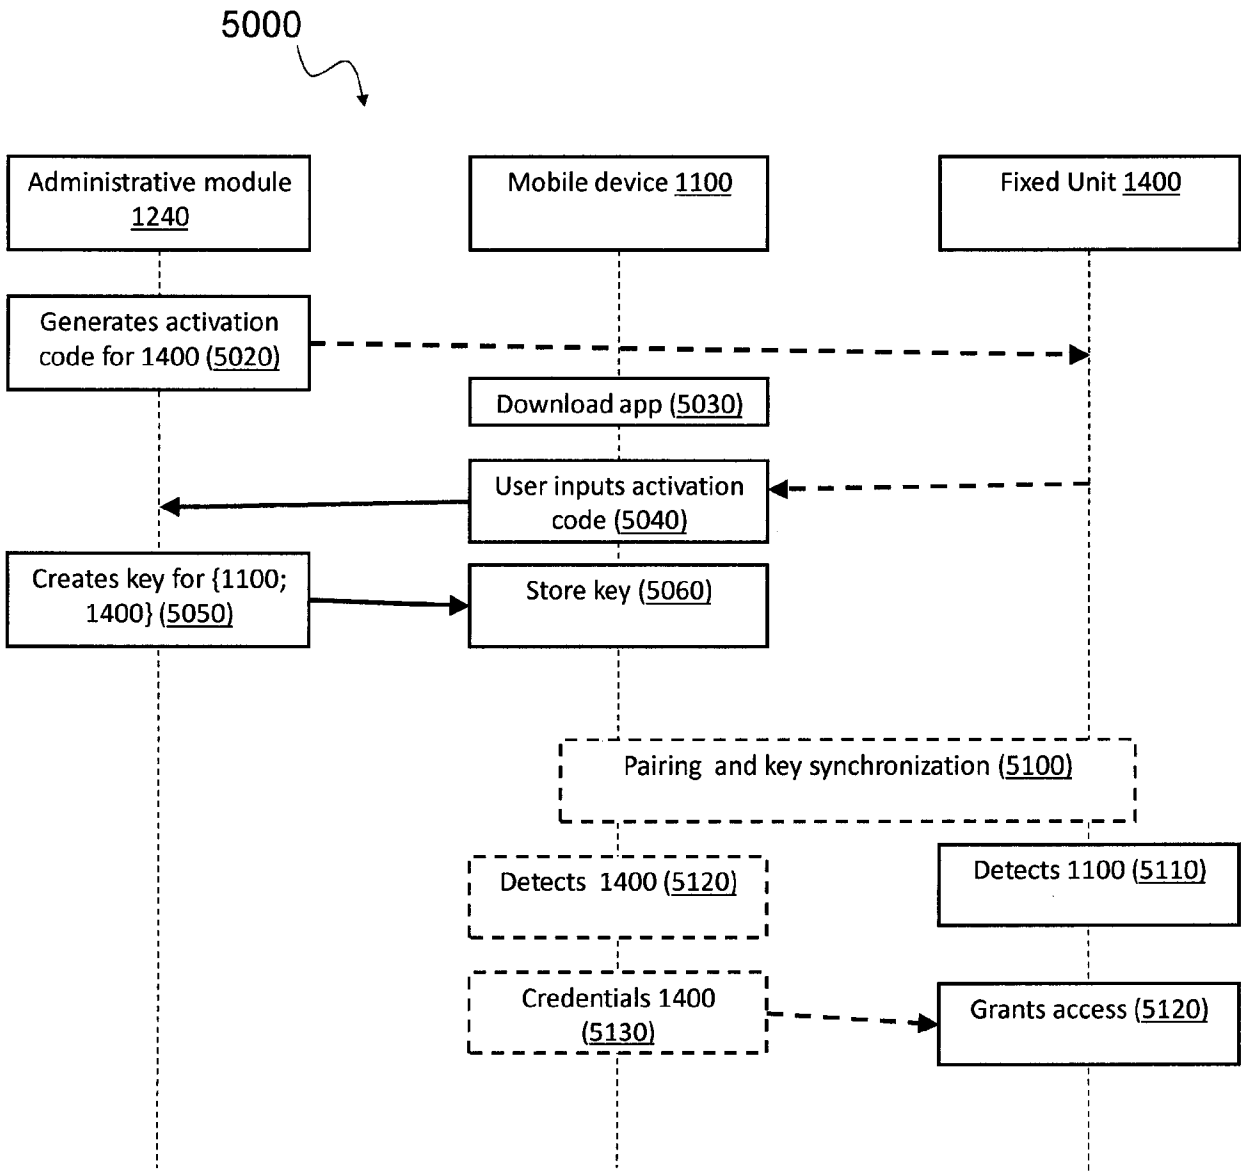 5000
Administrative module
1240
Mobile device 1100
Fixed Unit 1400
Generates activation
code for 1400 (5020)
Download app (5030)
User inputs activation
code (5040)
Creates key for {1100;
1400} (5050)
Store key (5060)
Pairing and key synchronization (5100)
Detects 1400 (5120)
Detects 1100 (5110)
Credentials 1400
(5130)
Grants access (5120)